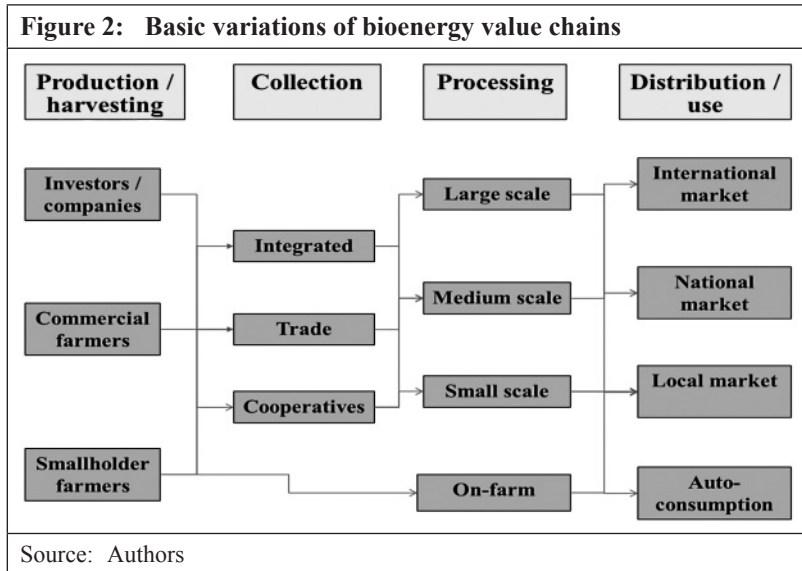 Figure 2: Basic variations of bioenergy value chains
Production /
harvesting
Collection
Processing
Distribution /
use
Investors /
companies
Commercial
farmers
Smallholder
farmers
Integrated
Trade
Cooperatives
Large scale
Medium scale
Small scale
On-farm
International
market
National
market
Local market
Auto-
consumption
Source: Authors